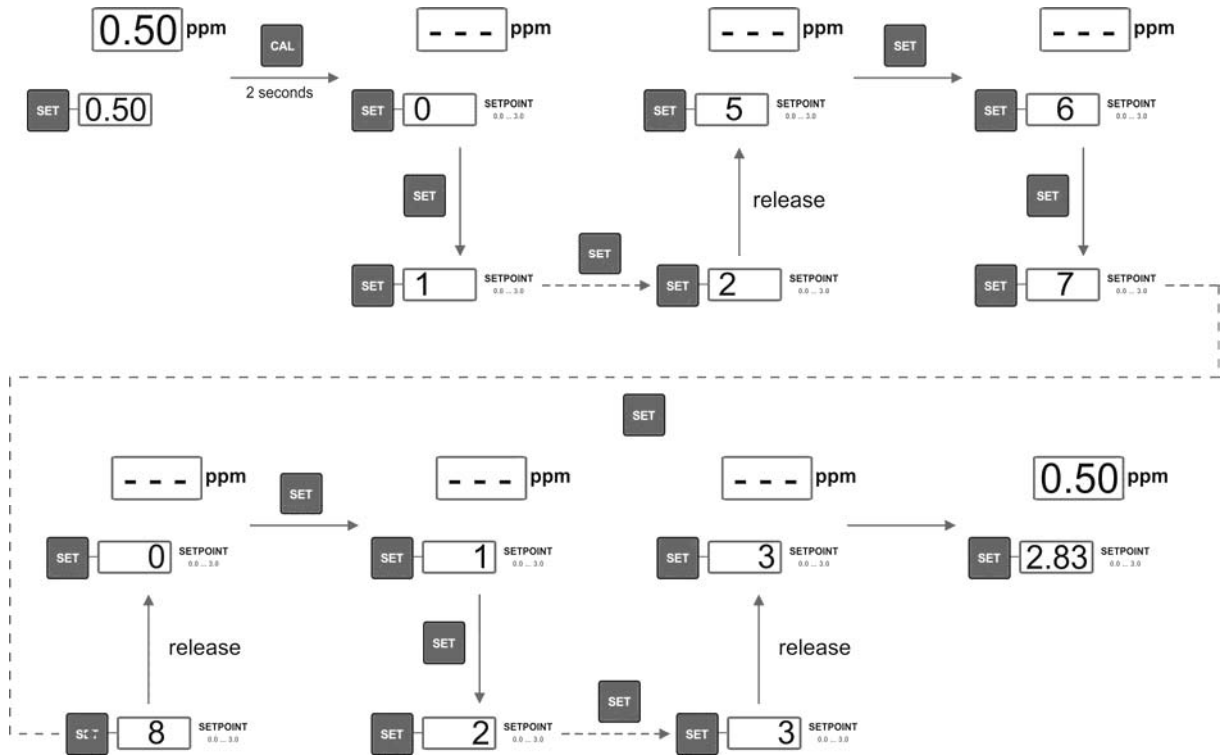 0.50 ppm
CAL
2 seconds
SET 0.50
--- ppm
SET 0 SETPOINT
0.0 ... 3.0
SET
SET 1 SETPOINT
0.0 ... 3.0
SET
SET 2 SETPOINT
0.0 ... 3.0
release
--- ppm
SET 5 SETPOINT
0.0 ... 3.0
SET
--- ppm
SET 6 SETPOINT
0.0 ... 3.0
SET
SET 7 SETPOINT
0.0 ... 3.0
SET
SET 8 SETPOINT
0.0 ... 3.0
release
--- ppm
SET 0 SETPOINT
0.0 ... 3.0
SET
--- ppm
SET 1 SETPOINT
0.0 ... 3.0
SET
SET 2 SETPOINT
0.0 ... 3.0
SET
SET 3 SETPOINT
0.0 ... 3.0
release
--- ppm
SET 3 SETPOINT
0.0 ... 3.0
0.50 ppm
SET 2.83 SETPOINT
0.0 ... 3.0